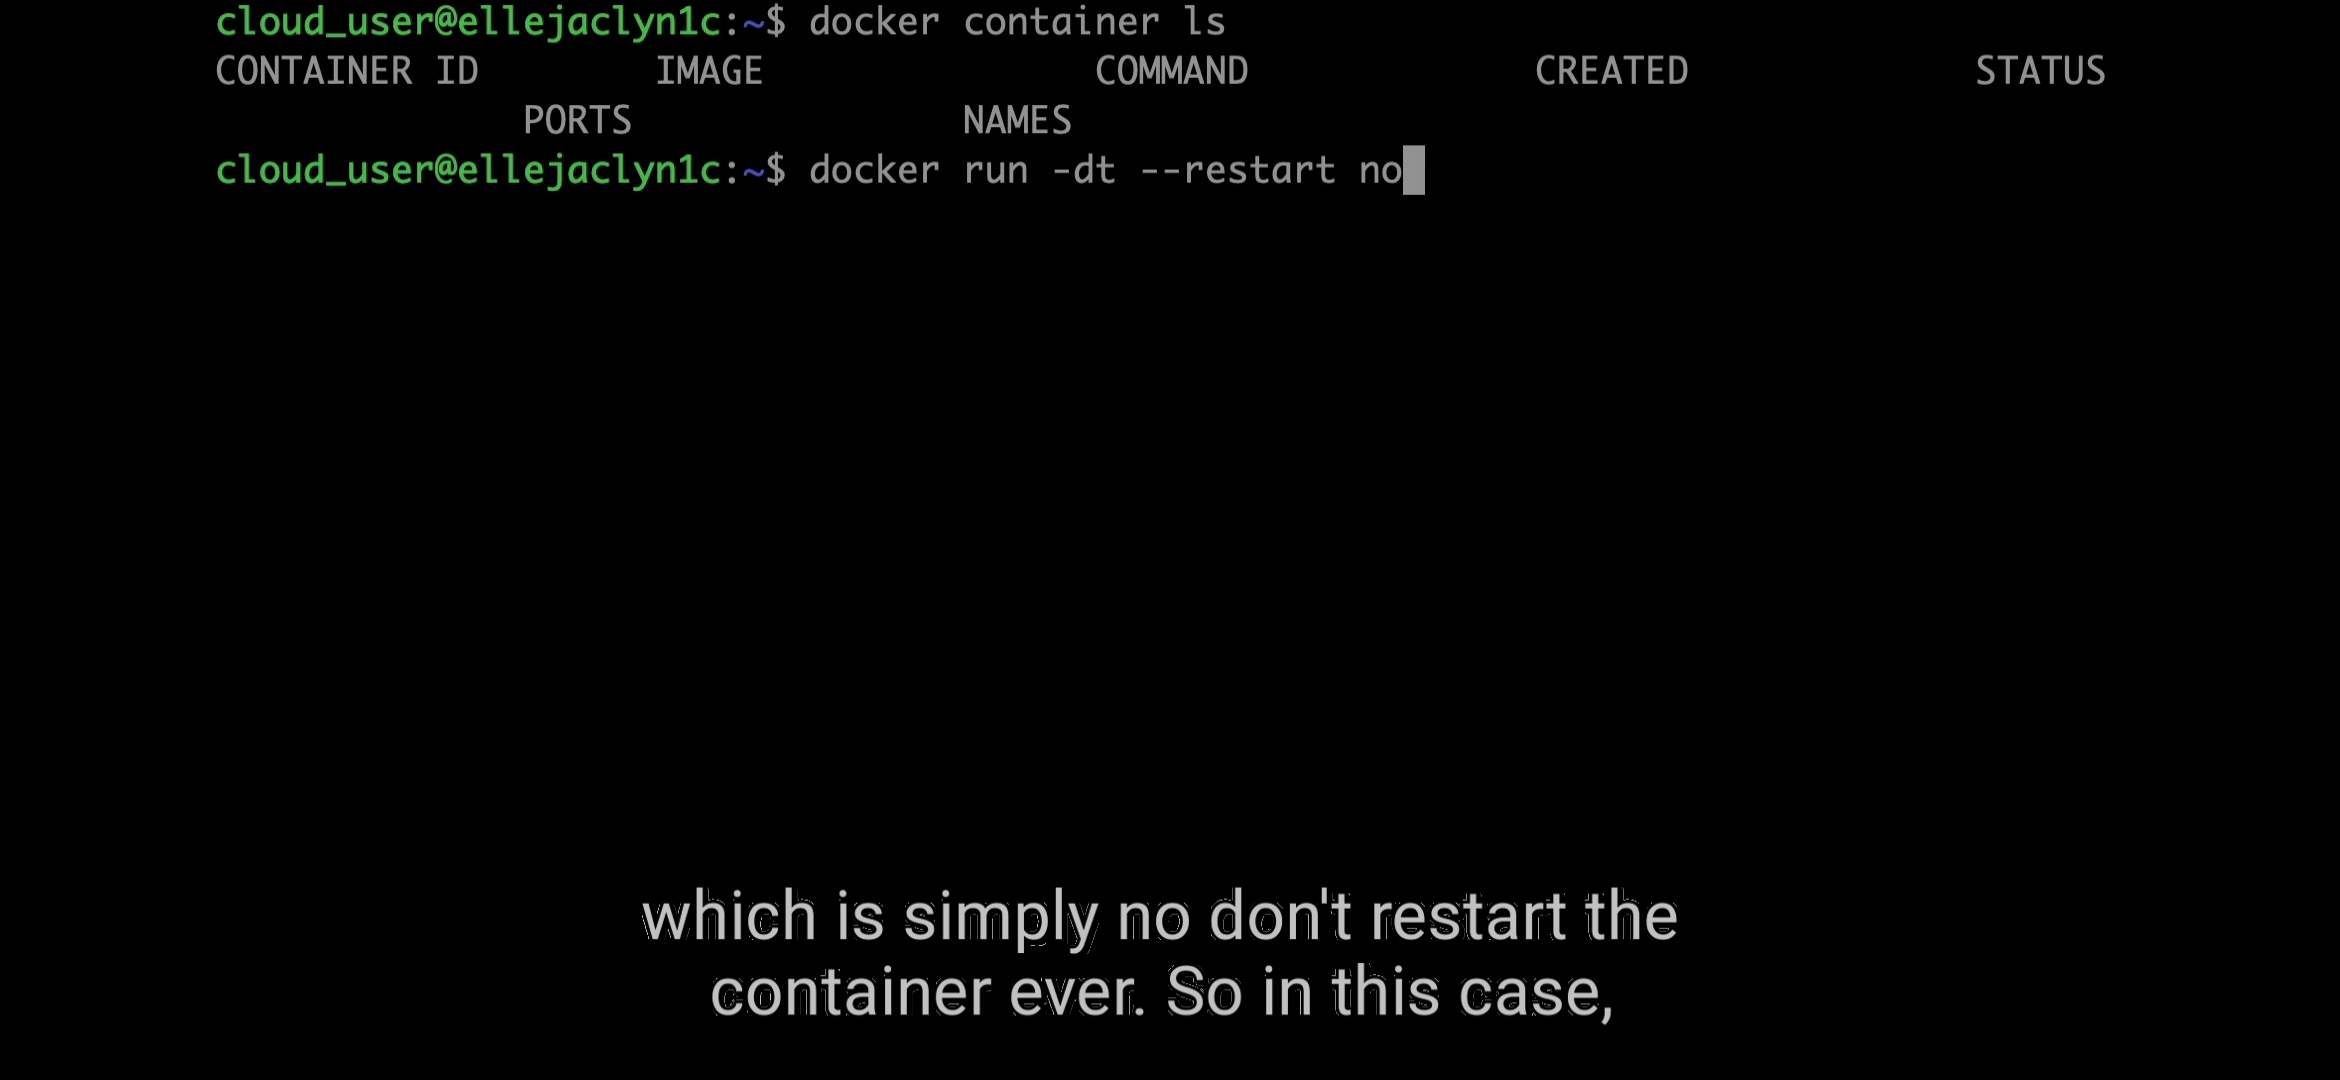 cloud_user@ellejaclyn1c:~$ docker container ls
CONTAINER ID IMAGE COMMAND CREATED STATUS
PORTS NAMES
cloud_user@ellejaclyn1c:~$ docker run -dt --restart no
which is simply no don't restart the
container ever. So in this case,